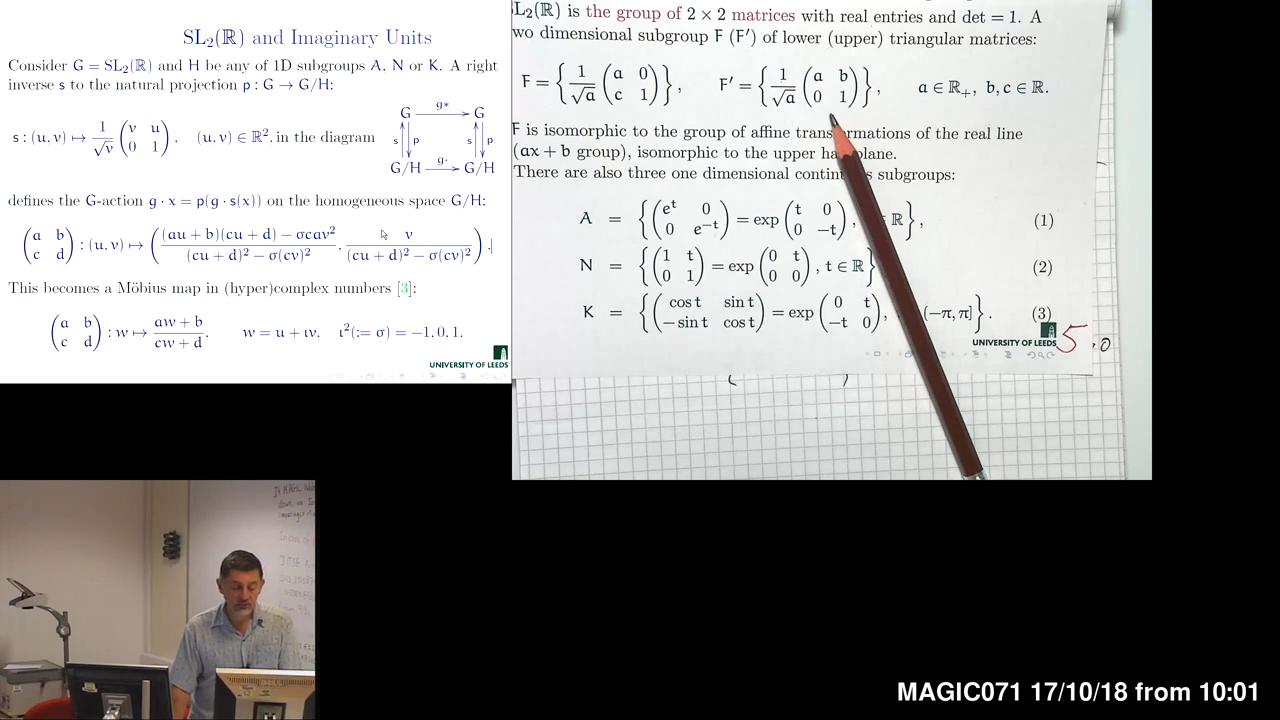 SL₂(ℝ) and Imaginary Units
Consider G = SL₂(ℝ) and H be any of 1D subgroups A, N or K. A right
inverse s to the natural projection p : G → G/H:
s : (u, v) ↦ 1/√v (v u; 0 1), (u, v) ∈ ℝ², in the diagram
G g* G
s p s p
G/H g· G/H
defines the G-action g · x = p(g · s(x)) on the homogeneous space G/H:
(a b; c d) : (u, v) ↦ ( ((au + b)(cu + d) − σcav²)/((cu + d)² − σ(cv)²), v/((cu + d)² − σ(cv)²) ).
This becomes a Möbius map in (hyper)complex numbers [3]:
(a b; c d) : w ↦ (aw + b)/(cw + d), w = u + ιv, ι²(:= σ) = −1, 0, 1.
UNIVERSITY OF LEEDS
SL₂(ℝ) is the group of 2 × 2 matrices with real entries and det = 1. A
wo dimensional subgroup F (F′) of lower (upper) triangular matrices:
F = { 1/√a (a 0; c 1) }, F′ = { 1/√a (a b; 0 1) }, a ∈ ℝ₊, b, c ∈ ℝ.
F is isomorphic to the group of affine transformations of the real line
(ax + b group), isomorphic to the upper half-plane.
There are also three one dimensional continuous subgroups:
A = { (eᵗ 0; 0 e⁻ᵗ) = exp (t 0; 0 −t), ℝ }, (1)
N = { (1 t; 0 1) = exp (0 t; 0 0), t ∈ ℝ } (2)
K = { (cos t sin t; −sin t cos t) = exp (0 t; −t 0), (−π, π] }. (3)
UNIVERSITY OF LEEDS 5
MAGIC071 17/10/18 from 10:01